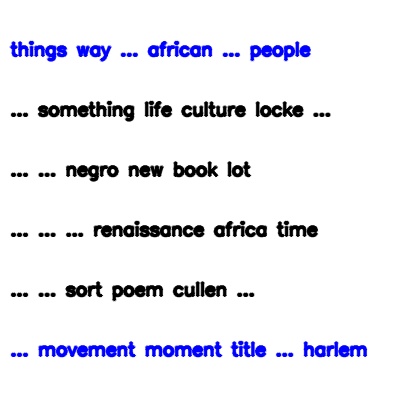 things way ... african ... people
... something life culture locke ...
... ... negro new book lot
... ... ... renaissance africa time
... ... sort poem cullen ...
... movement moment title ... harlem